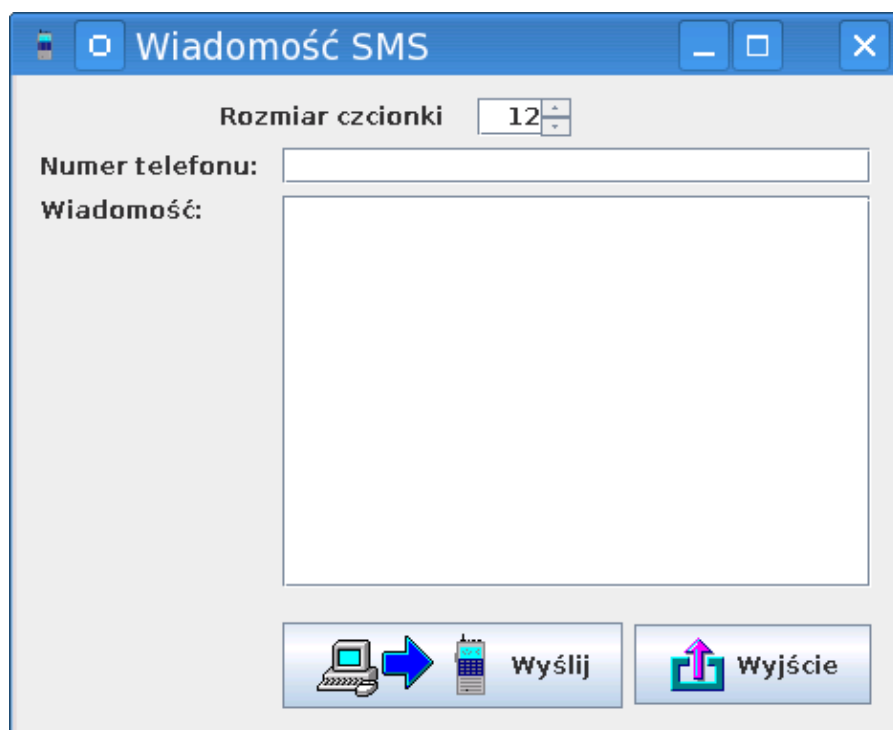 Wiadomość SMS
Rozmiar czcionki 12
Numer telefonu:
Wiadomość:
Wyślij Wyjście